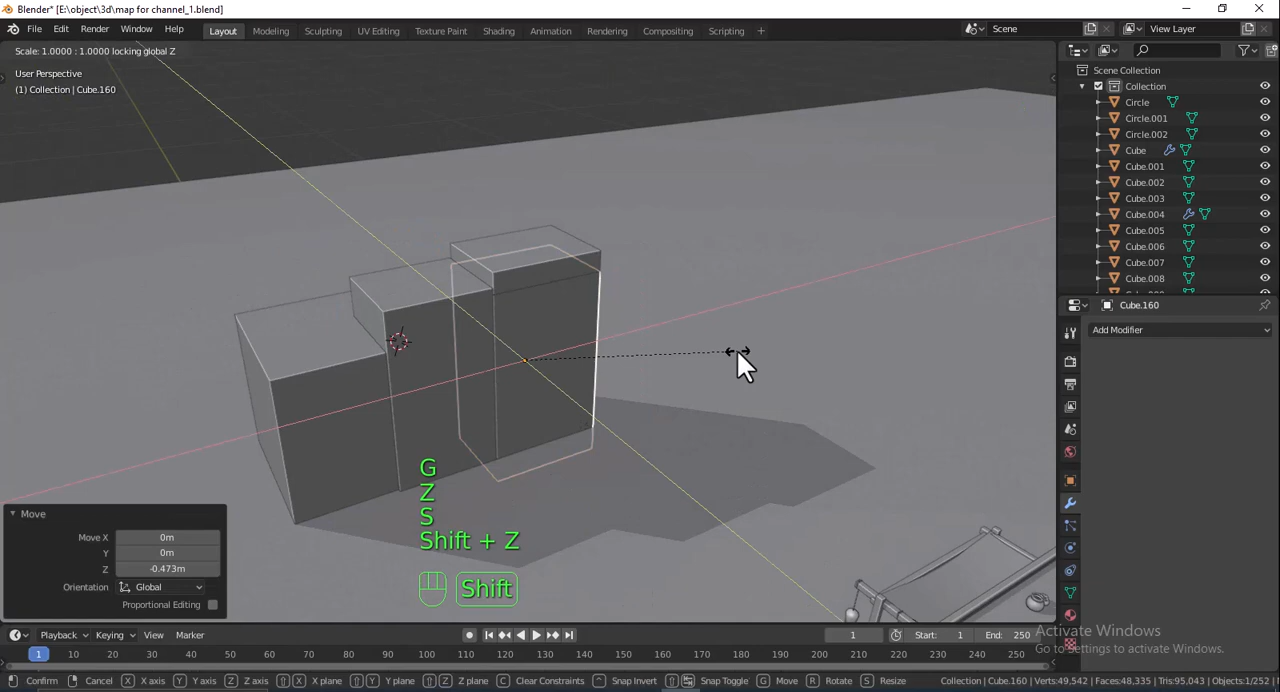 Blender* [E:\object\3d\map for channel_1.blend]
File Edit Render Window Help Layout Modeling Sculpting UV Editing Texture Paint Shading Animation Rendering Compositing Scripting + Scene View Layer
Scale: 1.0000 : 1.0000 locking global Z
User Perspective
(1) Collection | Cube.160
Scene Collection
Collection
Circle
Circle.001
Circle.002
Cube
Cube.001
Cube.002
Cube.003
Cube.004
Cube.005
Cube.006
Cube.007
Cube.008
Cube.160
Add Modifier
G
Z
S
Shift + Z
Shift
Move
Move X 0m
Y 0m
Z -0.473m
Orientation Global
Proportional Editing
Playback Keying View Marker 1 Start: 1 End: 250
1 10 20 30 40 50 60 70 80 90 100 110 120 130 140 150 160 170 180 190 200 210 220 230 240 250
Activate Windows
Go to Settings to activate Windows.
Confirm Cancel X X axis Y Y axis Z Z axis X X plane Y Y plane Z Z plane C Clear Constraints ^ Snap Invert Snap Toggle G Move R Rotate S Resize Collection | Cube.160 | Verts:49,542 | Faces:48,335 | Tris:95,043 | Objects:1/252